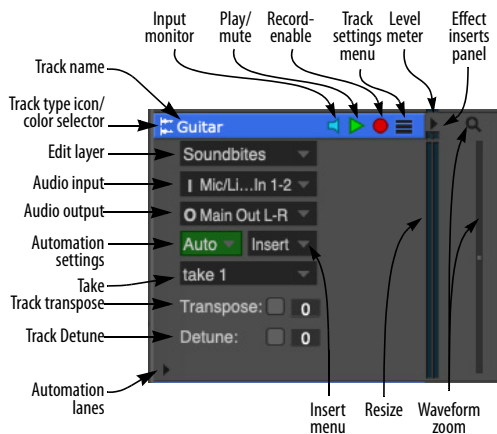 Input
monitor
Play/
mute
Record-
enable
Track
settings
menu
Level
meter
Effect
inserts
panel
Track name
Track type icon/
color selector
Guitar
Edit layer
Soundbites
Audio input
Mic/Li...In 1-2
Audio output
O Main Out L-R
Automation
settings
Auto
Insert
Take
take 1
Track transpose
Transpose: 0
Track Detune
Detune: 0
Automation
lanes
Insert
menu
Resize
Waveform
zoom